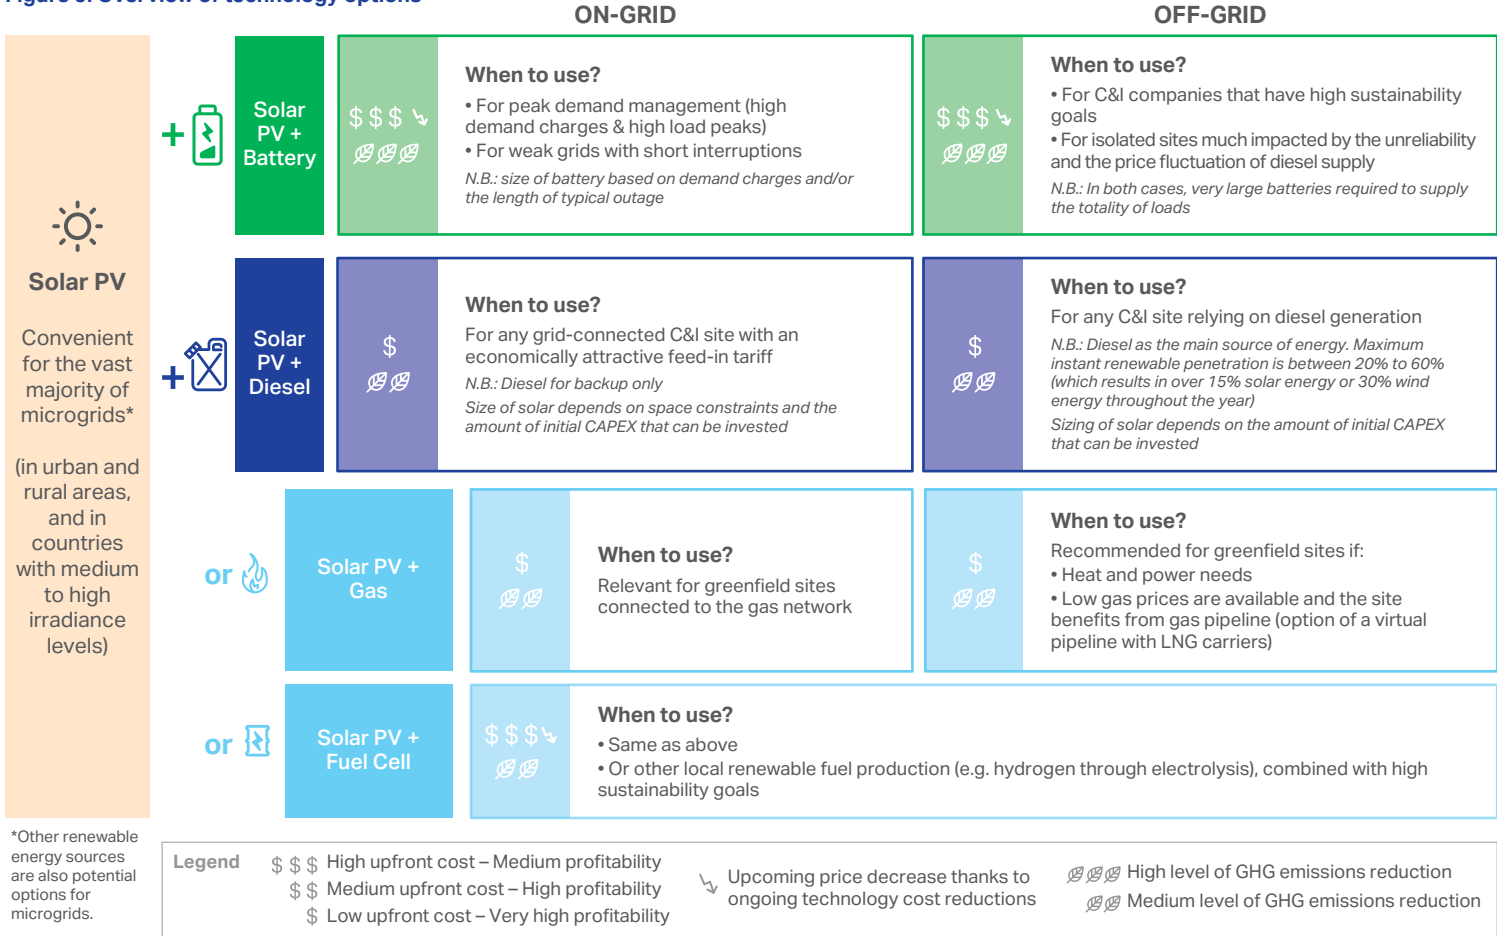 Figure 3: Overview of technology options
ON-GRID
OFF-GRID
Solar PV
Convenient
for the vast
majority of
microgrids*
(in urban and
rural areas,
and in
countries
with medium
to high
irradiance
levels)
*Other renewable
energy sources
are also potential
options for
microgrids.
+
Solar
PV +
Battery
$ $ $
When to use?
• For peak demand management (high
demand charges & high load peaks)
• For weak grids with short interruptions
N.B.: size of battery based on demand charges and/or
the length of typical outage
$ $ $
When to use?
• For C&I companies that have high sustainability
goals
• For isolated sites much impacted by the unreliability
and the price fluctuation of diesel supply
N.B.: In both cases, very large batteries required to supply
the totality of loads
+
Solar
PV +
Diesel
$
When to use?
For any grid-connected C&I site with an
economically attractive feed-in tariff
N.B.: Diesel for backup only
Size of solar depends on space constraints and the
amount of initial CAPEX that can be invested
$
When to use?
For any C&I site relying on diesel generation
N.B.: Diesel as the main source of energy. Maximum
instant renewable penetration is between 20% to 60%
(which results in over 15% solar energy or 30% wind
energy throughout the year)
Sizing of solar depends on the amount of initial CAPEX
that can be invested
or
Solar PV +
Gas
$
When to use?
Relevant for greenfield sites
connected to the gas network
$
When to use?
Recommended for greenfield sites if:
• Heat and power needs
• Low gas prices are available and the site
benefits from gas pipeline (option of a virtual
pipeline with LNG carriers)
or
Solar PV +
Fuel Cell
$ $ $
When to use?
• Same as above
• Or other local renewable fuel production (e.g. hydrogen through electrolysis), combined with high
sustainability goals
Legend
$ $ $ High upfront cost – Medium profitability
$ $ Medium upfront cost – High profitability
$ Low upfront cost – Very high profitability
Upcoming price decrease thanks to
ongoing technology cost reductions
High level of GHG emissions reduction
Medium level of GHG emissions reduction